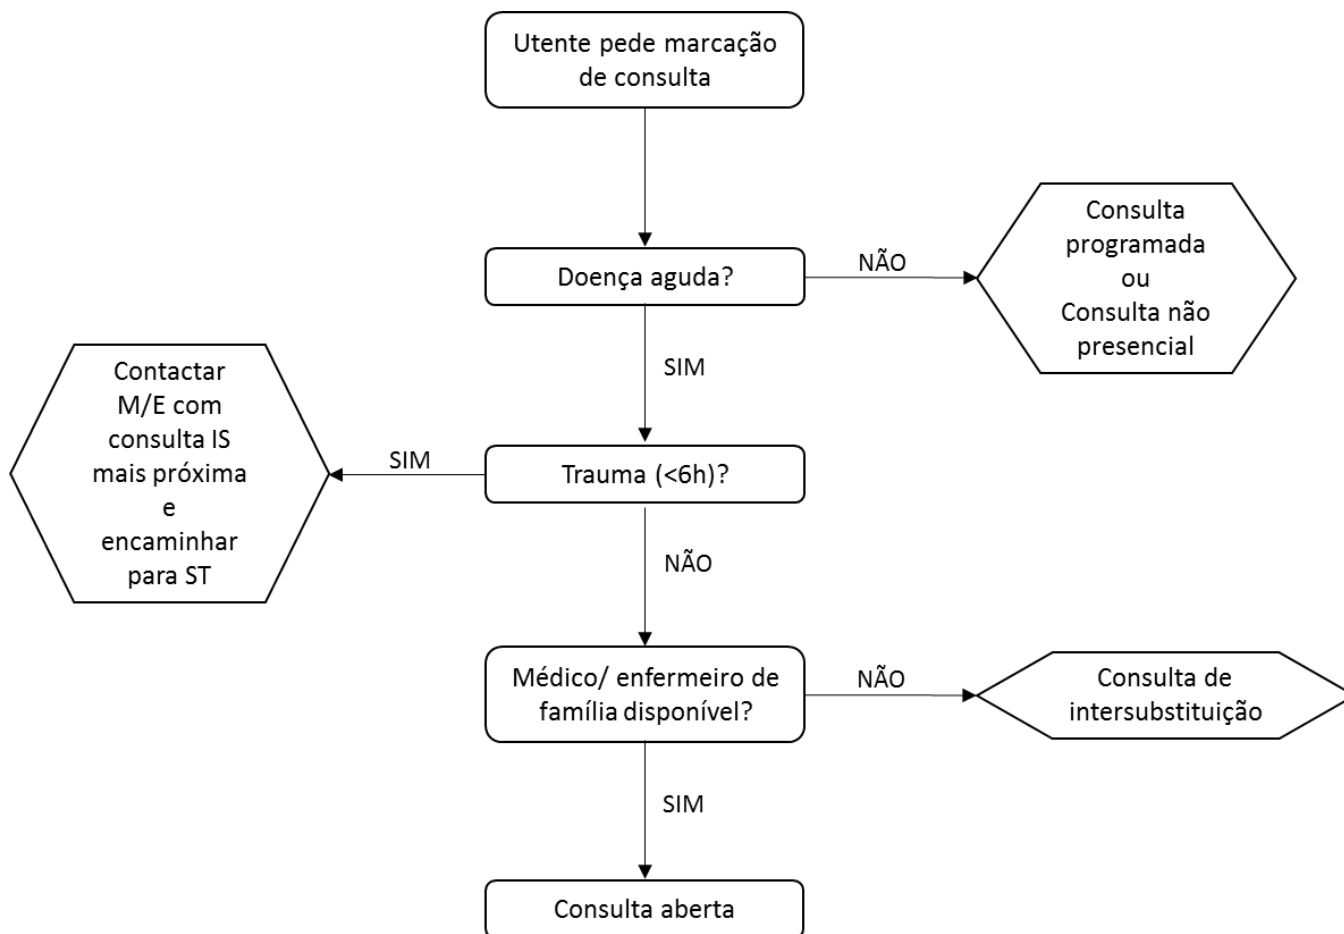 Utente pede marcação
de consulta
Doença aguda?
NÃO
Consulta
programada
ou
Consulta não
presencial
SIM
Contactar
M/E com
consulta IS
mais próxima
e
encaminhar
para ST
SIM
Trauma (<6h)?
NÃO
Médico/ enfermeiro de
família disponível?
NÃO
Consulta de
intersubstituição
SIM
Consulta aberta